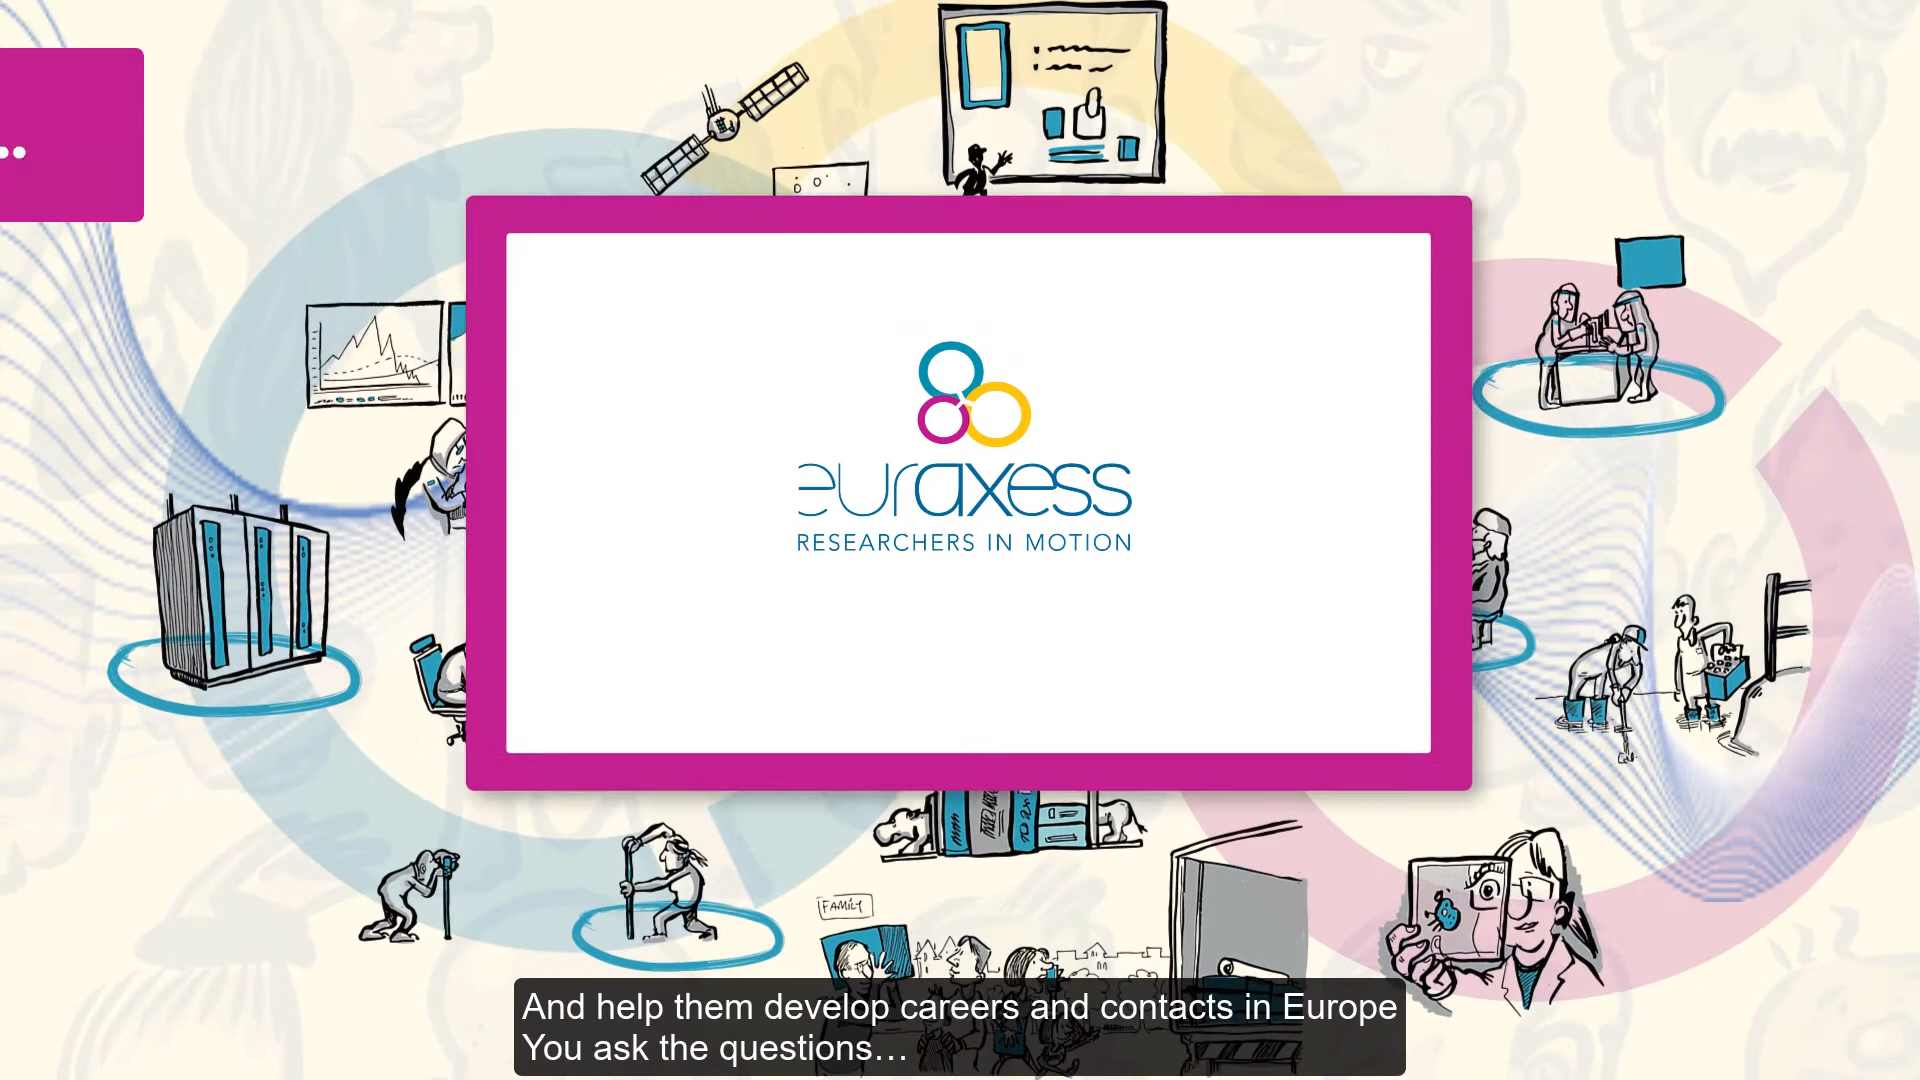 ..
euraxess
RESEARCHERS IN MOTION
FAMILY
And help them develop careers and contacts in Europe
You ask the questions…